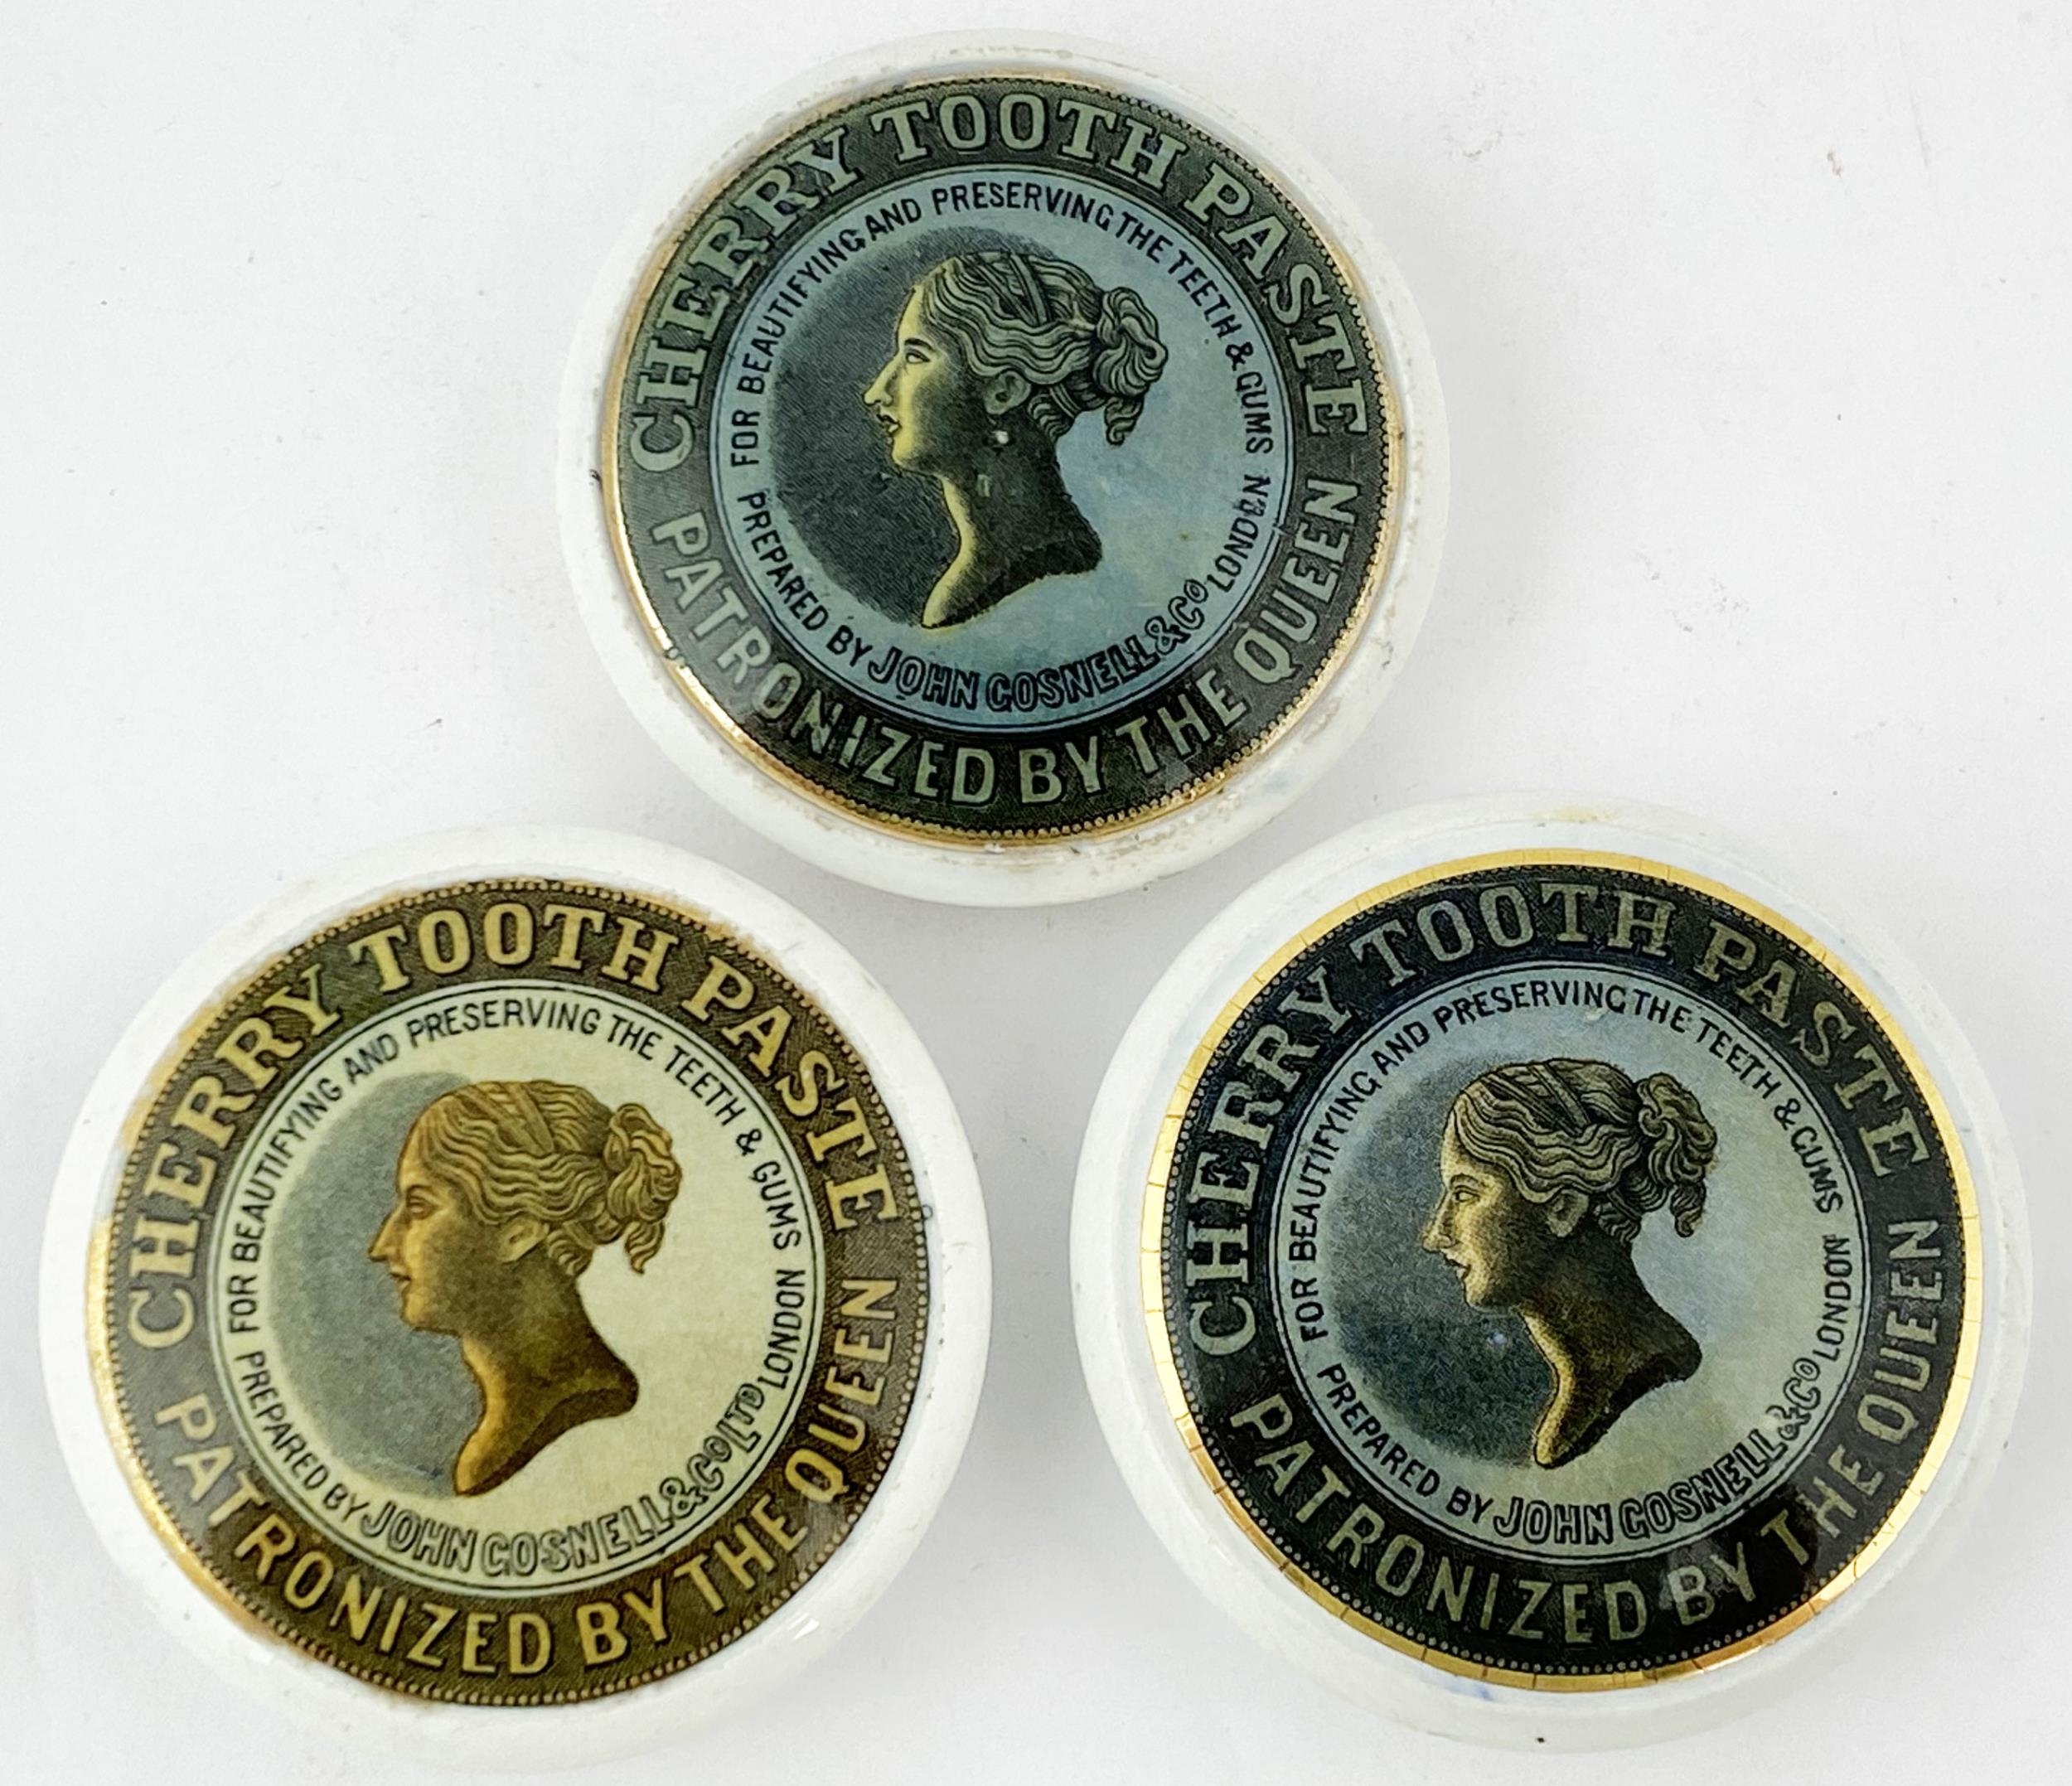 CHERRY TOOTH PASTE
PATRONIZED BY THE QUEEN
FOR BEAUTIFYING AND PRESERVING THE TEETH & GUMS
PREPARED BY JOHN GOSNELL & Co LONDON
CHERRY TOOTH PASTE
PATRONIZED BY THE QUEEN
FOR BEAUTIFYING AND PRESERVING THE TEETH & GUMS
PREPARED BY JOHN GOSNELL & Co LTD LONDON
CHERRY TOOTH PASTE
PATRONIZED BY THE QUEEN
FOR BEAUTIFYING AND PRESERVING THE TEETH & GUMS
PREPARED BY JOHN GOSNELL & Co LONDON